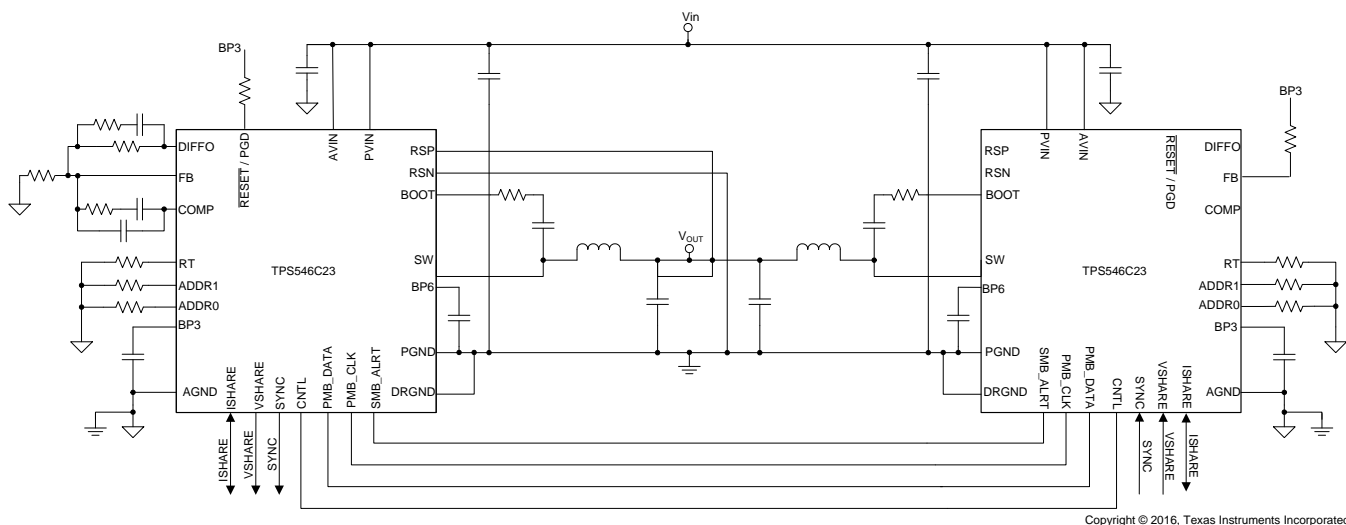 Vin
BP3
BP3
DIFFO
FB
COMP
RT
ADDR1
ADDR0
BP3
AGND
RESET / PGD
AVIN
PVIN
RSP
RSN
BOOT
SW
BP6
PGND
DRGND
TPS546C23
ISHARE
VSHARE
SYNC
CNTL
PMB_DATA
PMB_CLK
SMB_ALRT
ISHARE
VSHARE
SYNC
VOUT
PVIN
AVIN
RESET / PGD
RSP
RSN
BOOT
SW
BP6
PGND
DRGND
TPS546C23
DIFFO
FB
COMP
RT
ADDR1
ADDR0
BP3
AGND
SMB_ALRT
PMB_CLK
PMB_DATA
CNTL
SYNC
VSHARE
ISHARE
SYNC
VSHARE
ISHARE
Copyright © 2016, Texas Instruments Incorporated